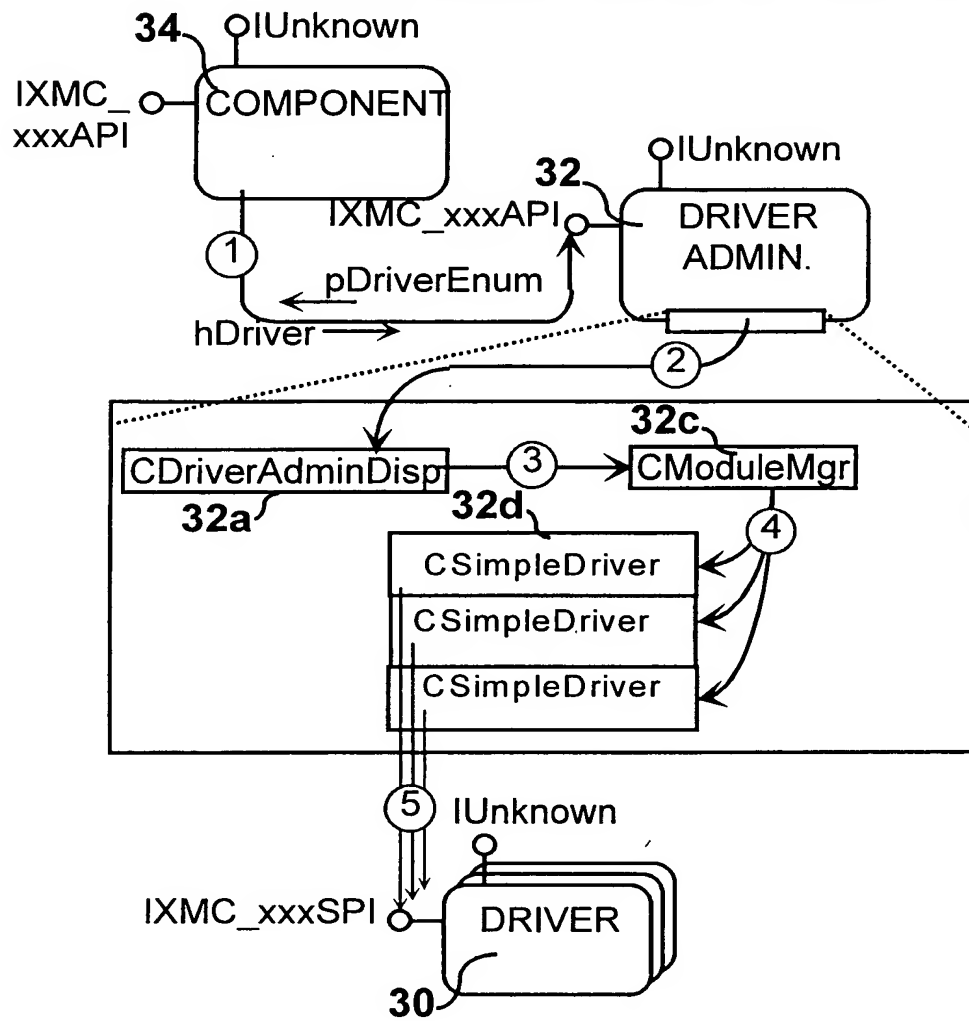 34
IUnknown
IXMC_
xxxAPI
COMPONENT
IUnknown
32
IXMC_xxxAPI
DRIVER
ADMIN.
1
pDriverEnum
hDriver
2
32c
CDriverAdminDisp
3
CModuleMgr
32a
32d
4
CSimpleDriver
CSimpleDriver
CSimpleDriver
5
IUnknown
IXMC_xxxSPI
DRIVER
30